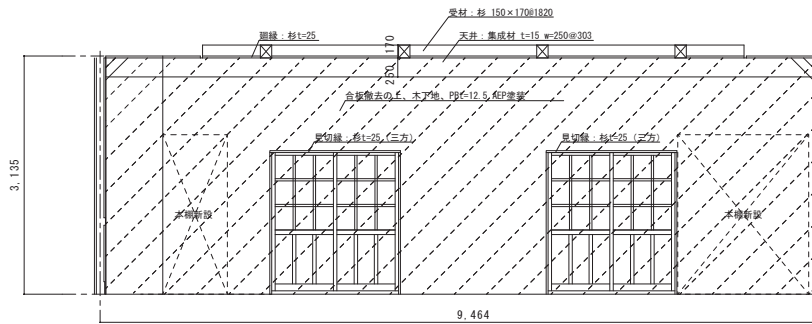 受材：杉 150×170@1820
廻縁：杉t=25
170
天井：集成材 t=15 w=250@303
260
合板撤去の上、木下地、PBt=12.5,AEP塗装
見切縁：杉t=25 (三方)
見切縁：杉t=25 (三方)
3,135
本棚新設
本棚新設
9,464